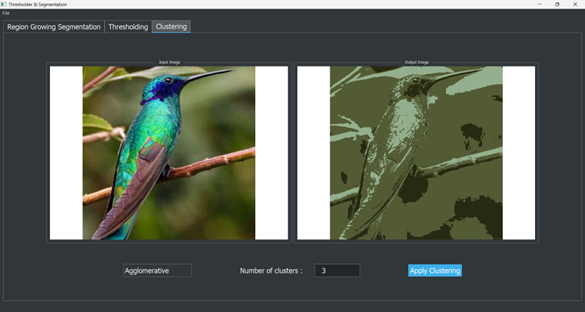 Thresholder & Segmentation
File
Region Growing Segmentation Thresholding Clustering
Input Image Output Image
Agglomerative Number of clusters : 3 Apply Clustering